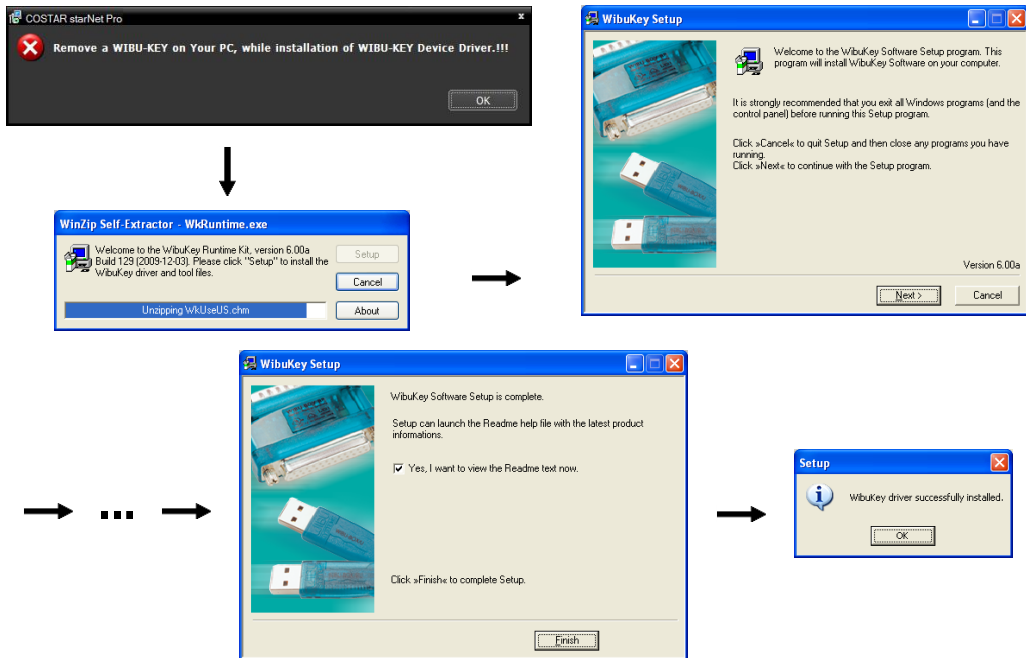 COSTAR starNet Pro
Remove a WIBU-KEY on Your PC, while installation of WIBU-KEY Device Driver.!!!
OK
WibuKey Setup
Welcome to the WibuKey Software Setup program. This
program will install WibuKey Software on your computer.
It is strongly recommended that you exit all Windows programs (and the
control panel) before running this Setup program.
Click »Cancel« to quit Setup and then close any programs you have
running.
Click »Next« to continue with the Setup program.
Version 6.00a
Next >
Cancel
WinZip Self-Extractor - WkRuntime.exe
Welcome to the WibuKey Runtime Kit, version 6.00a
Build 129 (2009-12-03). Please click "Setup" to install the
WibuKey driver and tool files.
Setup
Cancel
Unzipping WkUseUS.chm
About
WibuKey Setup
WibuKey Software Setup is complete.
Setup can launch the Readme help file with the latest product
informations.
Yes, I want to view the Readme text now.
Click »Finish« to complete Setup.
Finish
Setup
WibuKey driver successfully installed.
OK